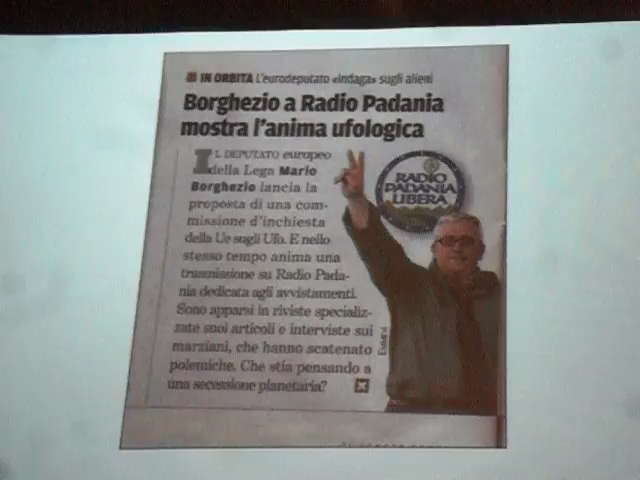 IN ORBITA L'eurodeputato «indaga» sugli alieni
Borghezio a Radio Padania
mostra l'anima ufologica
IL DEPUTATO europeo
della Lega Mario
Borghezio lancia la
proposta di una com-
missione d'inchiesta
della Ue sugli Ufo. E nello
stesso tempo anima una
trasmissione su Radio Pada-
nia dedicata agli avvistamenti.
Sono apparsi in riviste specializ-
zate suoi articoli e interviste sui
marziani, che hanno scatenato
polemiche. Che stia pensando a
una secessione planetaria?
RADIO
PADANIA
LIBERA